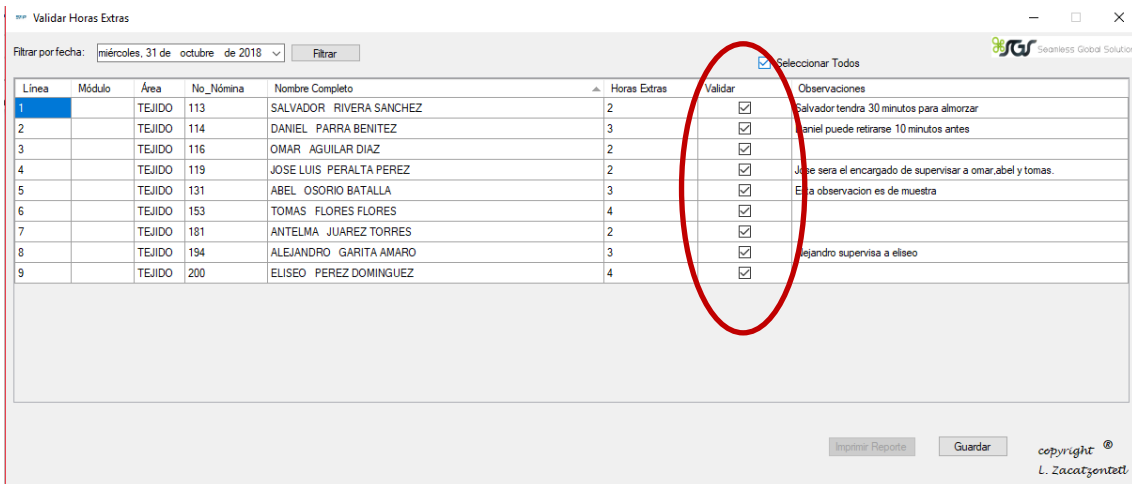 Validar Horas Extras
Filtrar por fecha: miércoles, 31 de octubre de 2018 Filtrar
SGS Seamless Global Solutio
Seleccionar Todos
Línea Módulo Área No_Nómina Nombre Completo Horas Extras Validar Observaciones
1 TEJIDO 113 SALVADOR RIVERA SANCHEZ 2 Salvador tendra 30 minutos para almorzar
2 TEJIDO 114 DANIEL PARRA BENITEZ 3 Daniel puede retirarse 10 minutos antes
3 TEJIDO 116 OMAR AGUILAR DIAZ 2
4 TEJIDO 119 JOSE LUIS PERALTA PEREZ 2 Jose sera el encargado de supervisar a omar,abel y tomas.
5 TEJIDO 131 ABEL OSORIO BATALLA 3 Esta observacion es de muestra
6 TEJIDO 153 TOMAS FLORES FLORES 4
7 TEJIDO 181 ANTELMA JUAREZ TORRES 2
8 TEJIDO 194 ALEJANDRO GARITA AMARO 3 Alejandro supervisa a eliseo
9 TEJIDO 200 ELISEO PEREZ DOMINGUEZ 4
Imprimir Reporte Guardar
copyright ®
L. Zacatzontetl